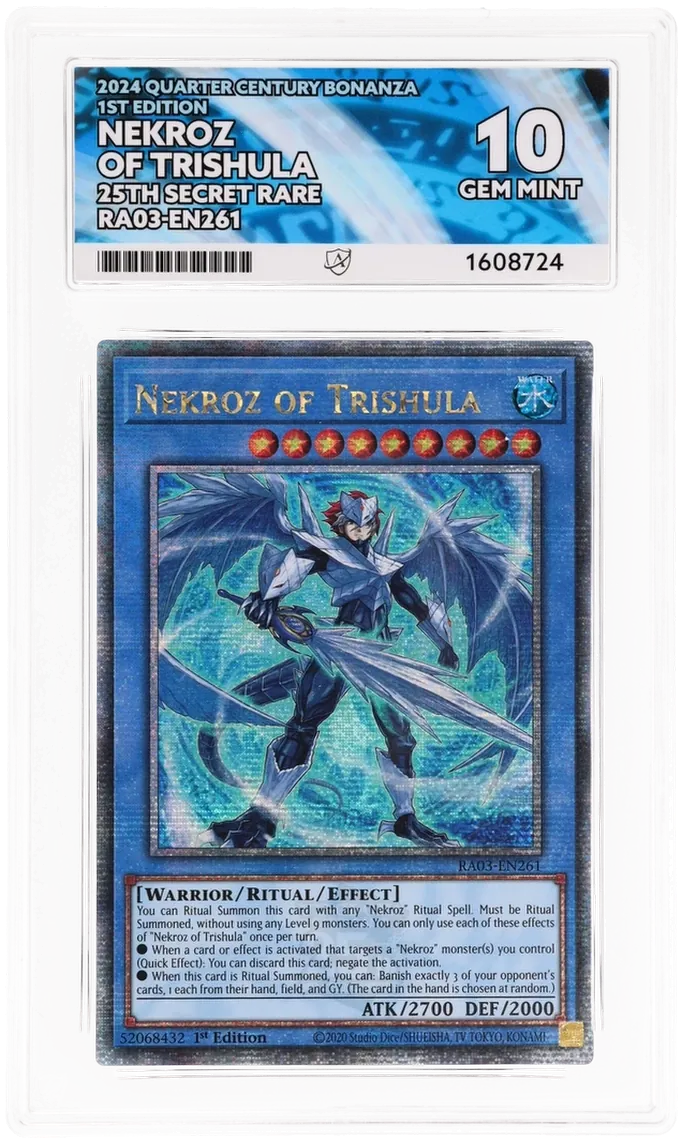 2024 QUARTER CENTURY BONANZA
1ST EDITION
NEKROZ
OF TRISHULA
25TH SECRET RARE
RA03-EN261
10
GEM MINT
1608724
NEKROZ OF TRISHULA
WATER
水
RA03-EN261
[WARRIOR/RITUAL/EFFECT]
You can Ritual Summon this card with any "Nekroz" Ritual Spell. Must be Ritual
Summoned, without using any Level 9 monsters. You can only use each of these effects
of "Nekroz of Trishula" once per turn.
● When a card or effect is activated that targets a "Nekroz" monster(s) you control
(Quick Effect): You can discard this card; negate the activation.
● When this card is Ritual Summoned, you can: Banish exactly 3 of your opponent's
cards, 1 each from their hand, field, and GY. (The card in the hand is chosen at random.)
ATK/2700 DEF/2000
52068432 1st Edition
©2020 Studio Dice/SHUEISHA, TV TOKYO, KONAMI